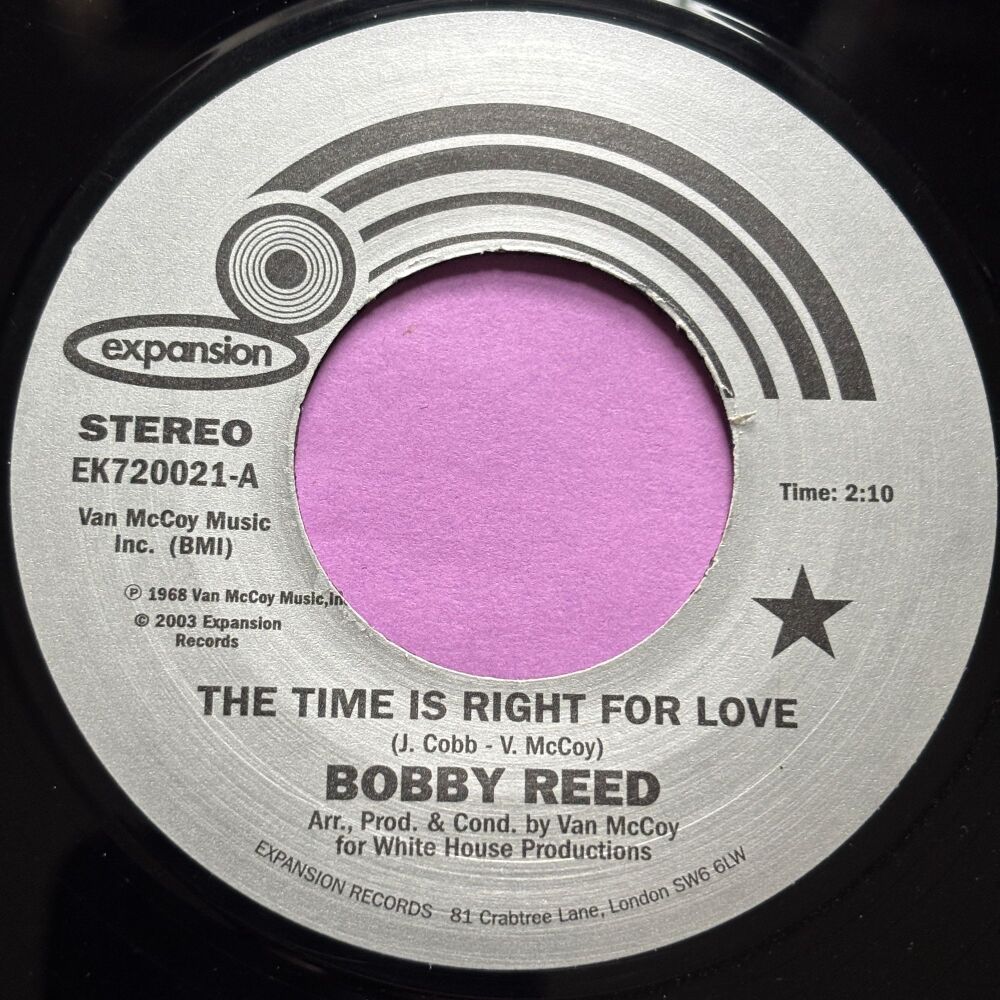 expansion
STEREO
EK720021-A
Time: 2:10
Van McCoy Music
Inc. (BMI)
℗ 1968 Van McCoy Music,In
© 2003 Expansion
Records
THE TIME IS RIGHT FOR LOVE
(J. Cobb - V. McCoy)
BOBBY REED
Arr., Prod. & Cond. by Van McCoy
for White House Productions
EXPANSION RECORDS 81 Crabtree Lane, London SW6 6LW